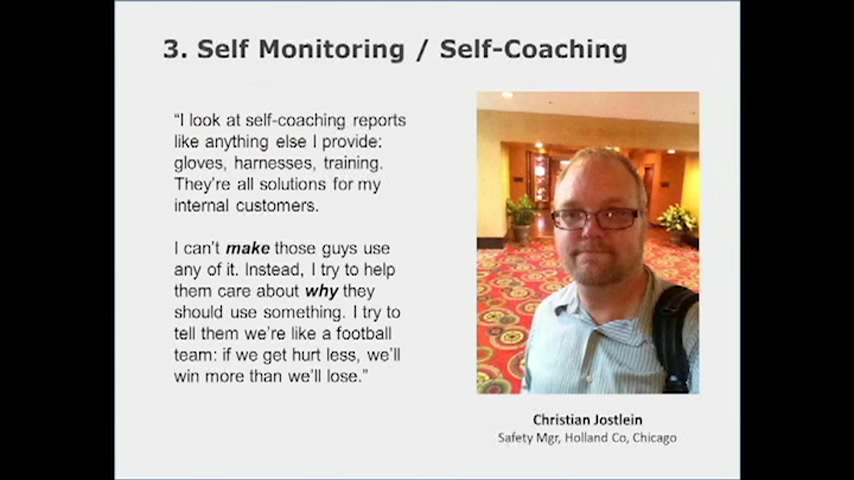 3. Self Monitoring / Self-Coaching
“I look at self-coaching reports
like anything else I provide:
gloves, harnesses, training.
They’re all solutions for my
internal customers.
I can’t make those guys use
any of it. Instead, I try to help
them care about why they
should use something. I try to
tell them we’re like a football
team: if we get hurt less, we’ll
win more than we’ll lose.”
Christian Jostlein
Safety Mgr, Holland Co, Chicago